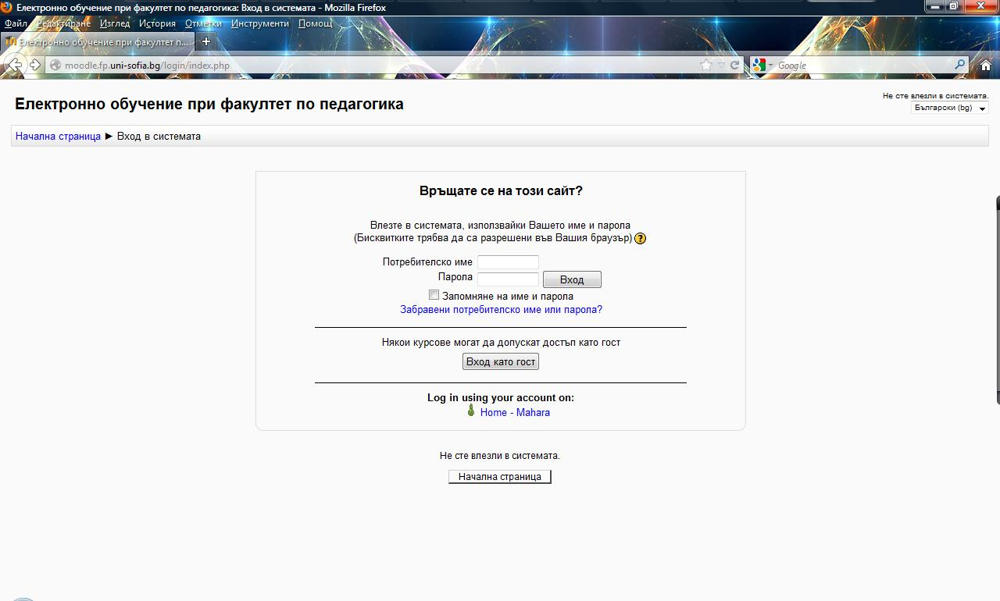 Електронно обучение при факултет по педагогика: Вход в системата - Mozilla Firefox
Файл Редактиране Изглед История Отметки Инструменти Помощ
Електронно обучение при факултет п...
moodle.fp.uni-sofia.bg/login/index.php
Google
Електронно обучение при факултет по педагогика
Не сте влезли в системата.
Български (bg)
Начална страница ► Вход в системата
Връщате се на този сайт?
Влезте в системата, използвайки Вашето име и парола
(Бисквитките трябва да са разрешени във Вашия браузър) ?
Потребителско име
Парола Вход
Запомняне на име и парола
Забравени потребителско име или парола?
Някои курсове могат да допускат достъп като гост
Вход като гост
Log in using your account on:
Home - Mahara
Не сте влезли в системата.
Начална страница